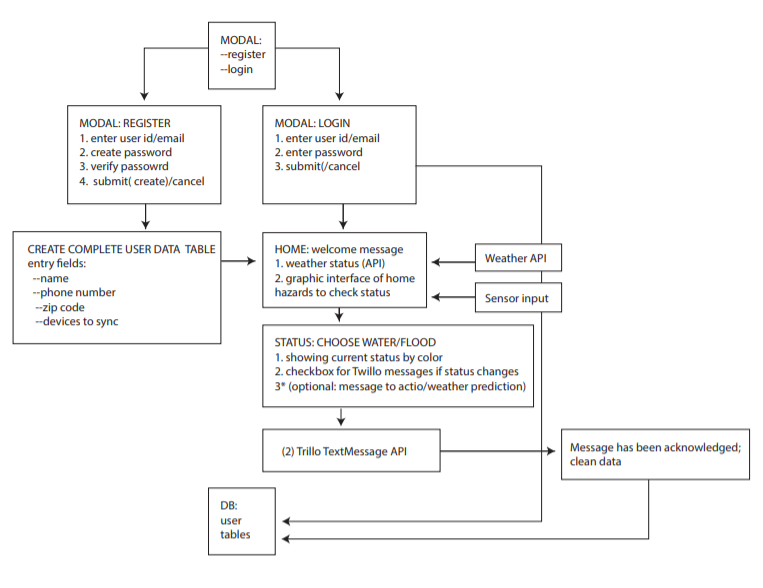 MODAL:
--register
--login
MODAL: REGISTER
1. enter user id/email
2. create password
3. verify passowrd
4. submit( create)/cancel
MODAL: LOGIN
1. enter user id/email
2. enter password
3. submit(/cancel
CREATE COMPLETE USER DATA TABLE
entry fields:
--name
--phone number
--zip code
--devices to sync
HOME: welcome message
1. weather status (API)
2. graphic interface of home
hazards to check status
Weather API
Sensor input
STATUS: CHOOSE WATER/FLOOD
1. showing current status by color
2. checkbox for Twillo messages if status changes
3* (optional: message to actio/weather prediction)
(2) Trillo TextMessage API
Message has been acknowledged;
clean data
DB:
user
tables